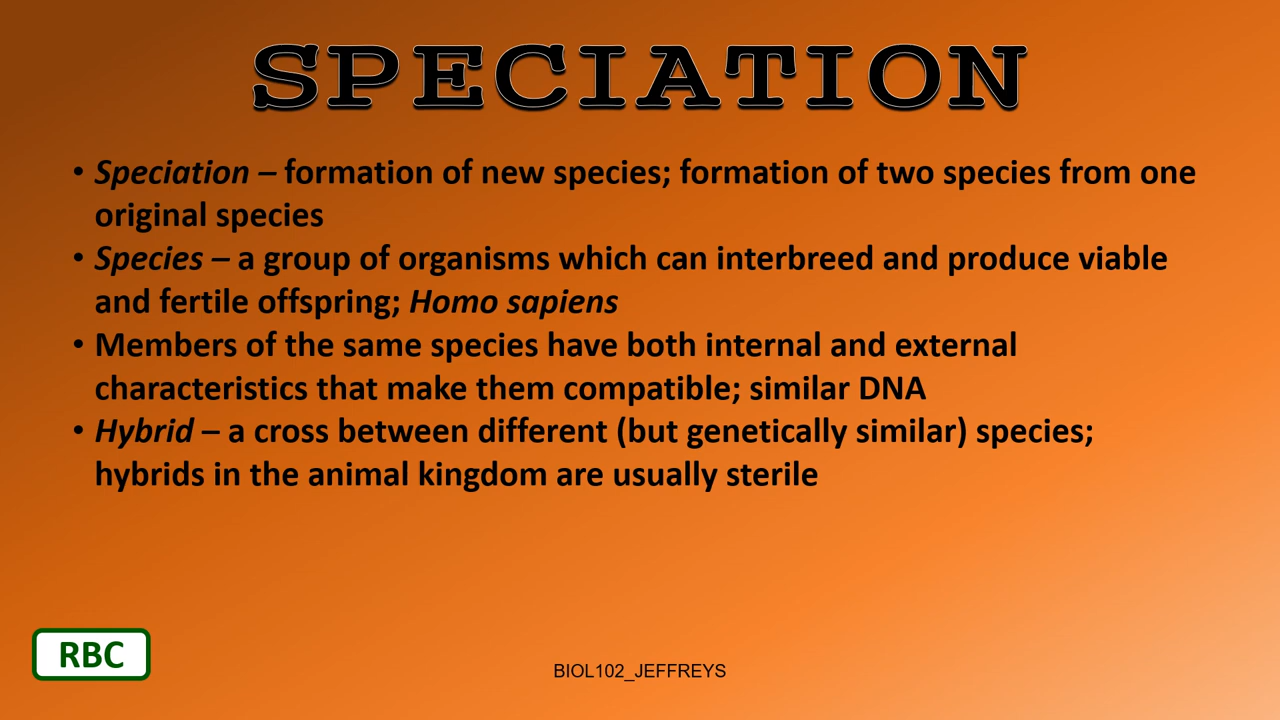 SPECIATION
• Speciation – formation of new species; formation of two species from one
original species
• Species – a group of organisms which can interbreed and produce viable
and fertile offspring; Homo sapiens
• Members of the same species have both internal and external
characteristics that make them compatible; similar DNA
• Hybrid – a cross between different (but genetically similar) species;
hybrids in the animal kingdom are usually sterile
RBC
BIOL102_JEFFREYS